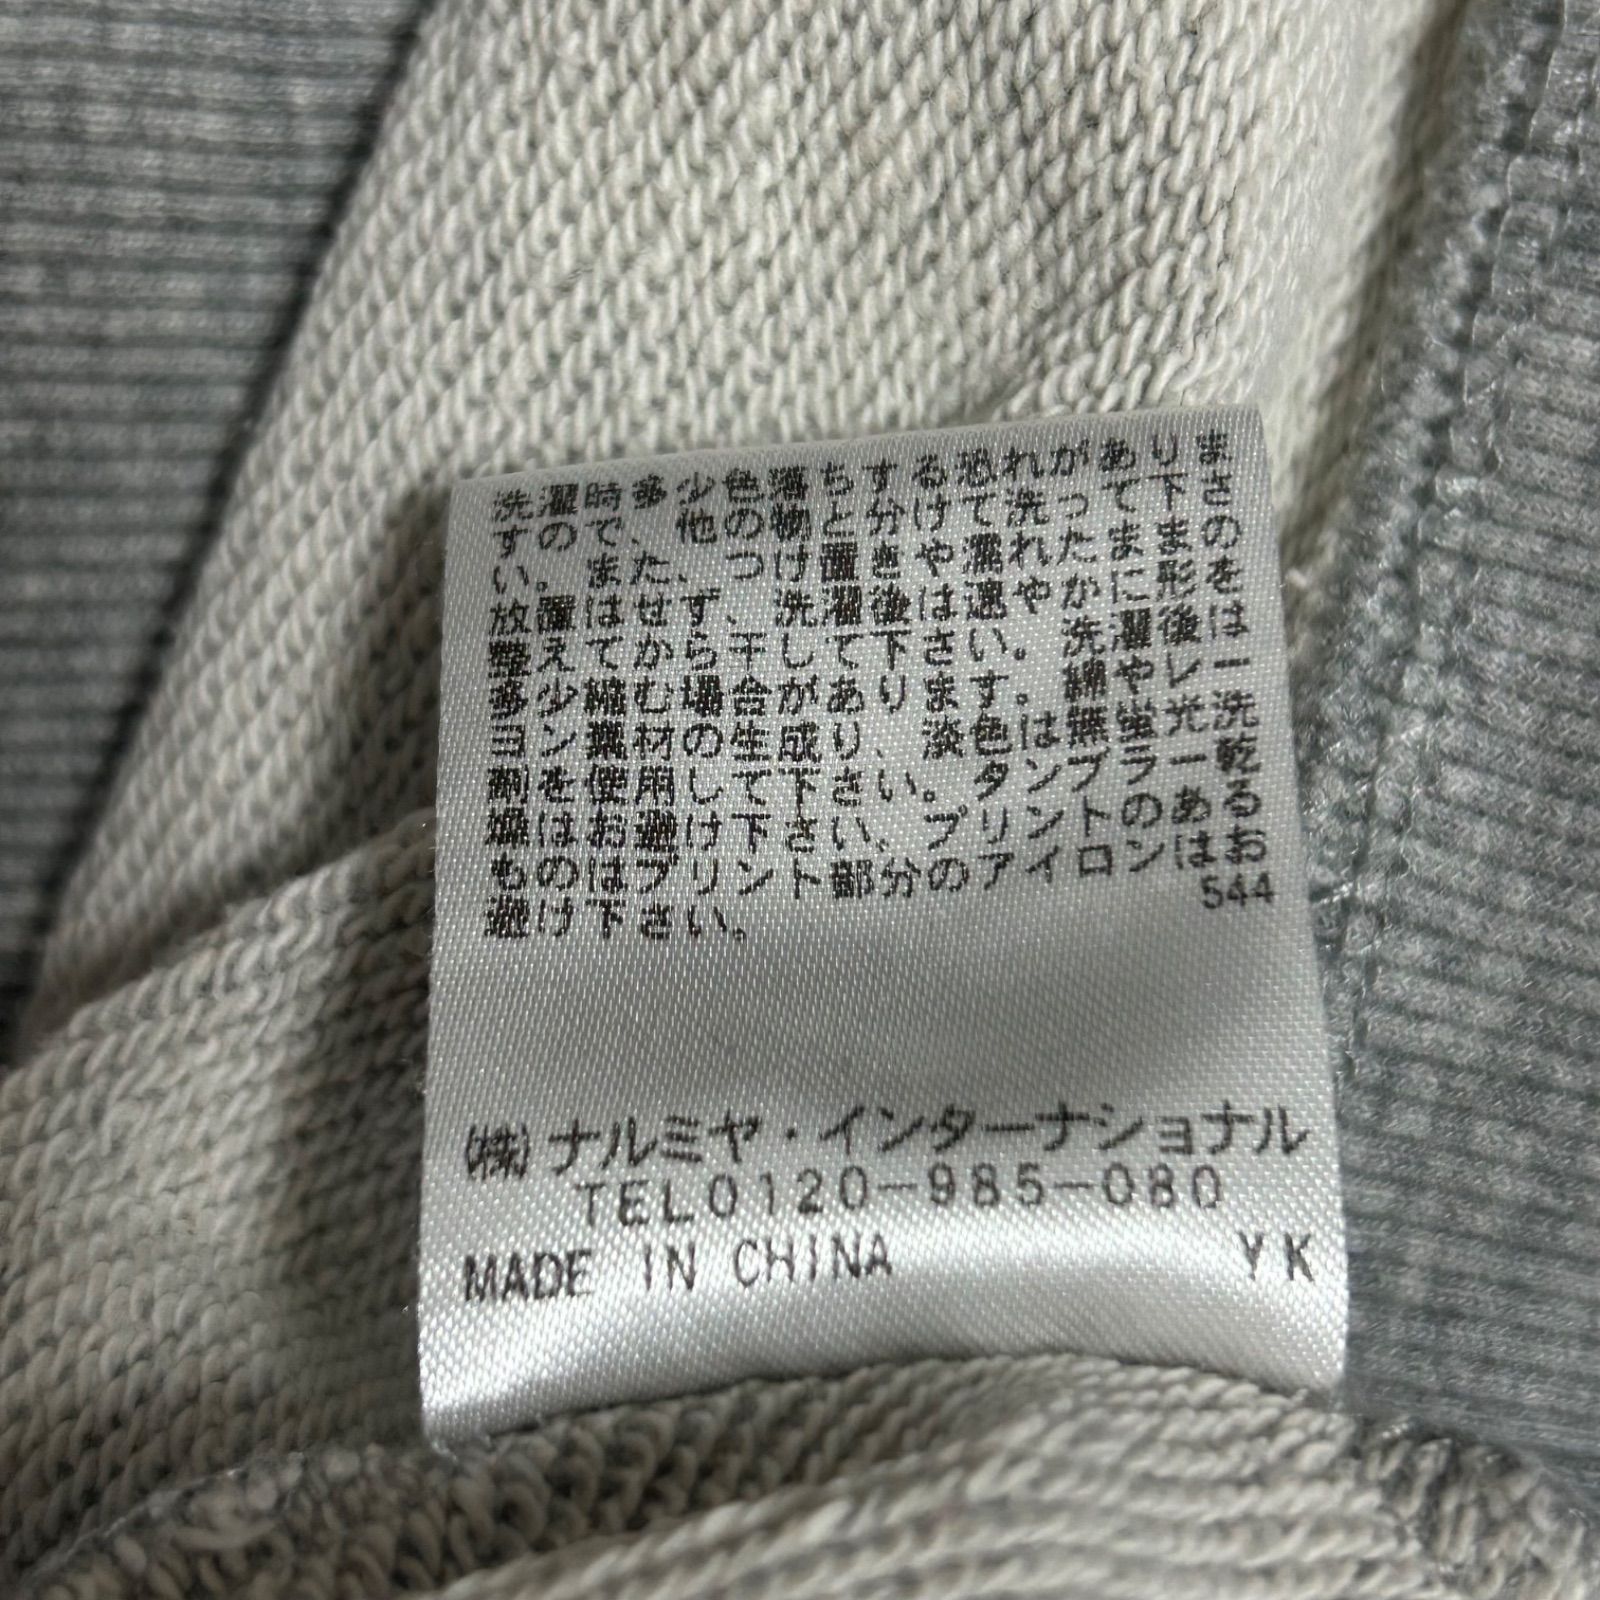 洗濯時多少色落ちする恐れがありま
すので、他の物と分けて洗って下さ
い。また、つけ置きや濡れたままの
放置はせず、洗濯後は速やかに形を
整えてから干して下さい。洗濯後は
多少縮む場合があります。綿やレー
ヨン素材の生成り、淡色は無蛍光洗
剤を使用して下さい。タンブラー乾
燥はお避け下さい、プリントのある
ものはプリント部分のアイロンはお
避け下さい。
544
(株)ナルミヤ・インターナショナル
TEL0120-985-080
MADE IN CHINA YK